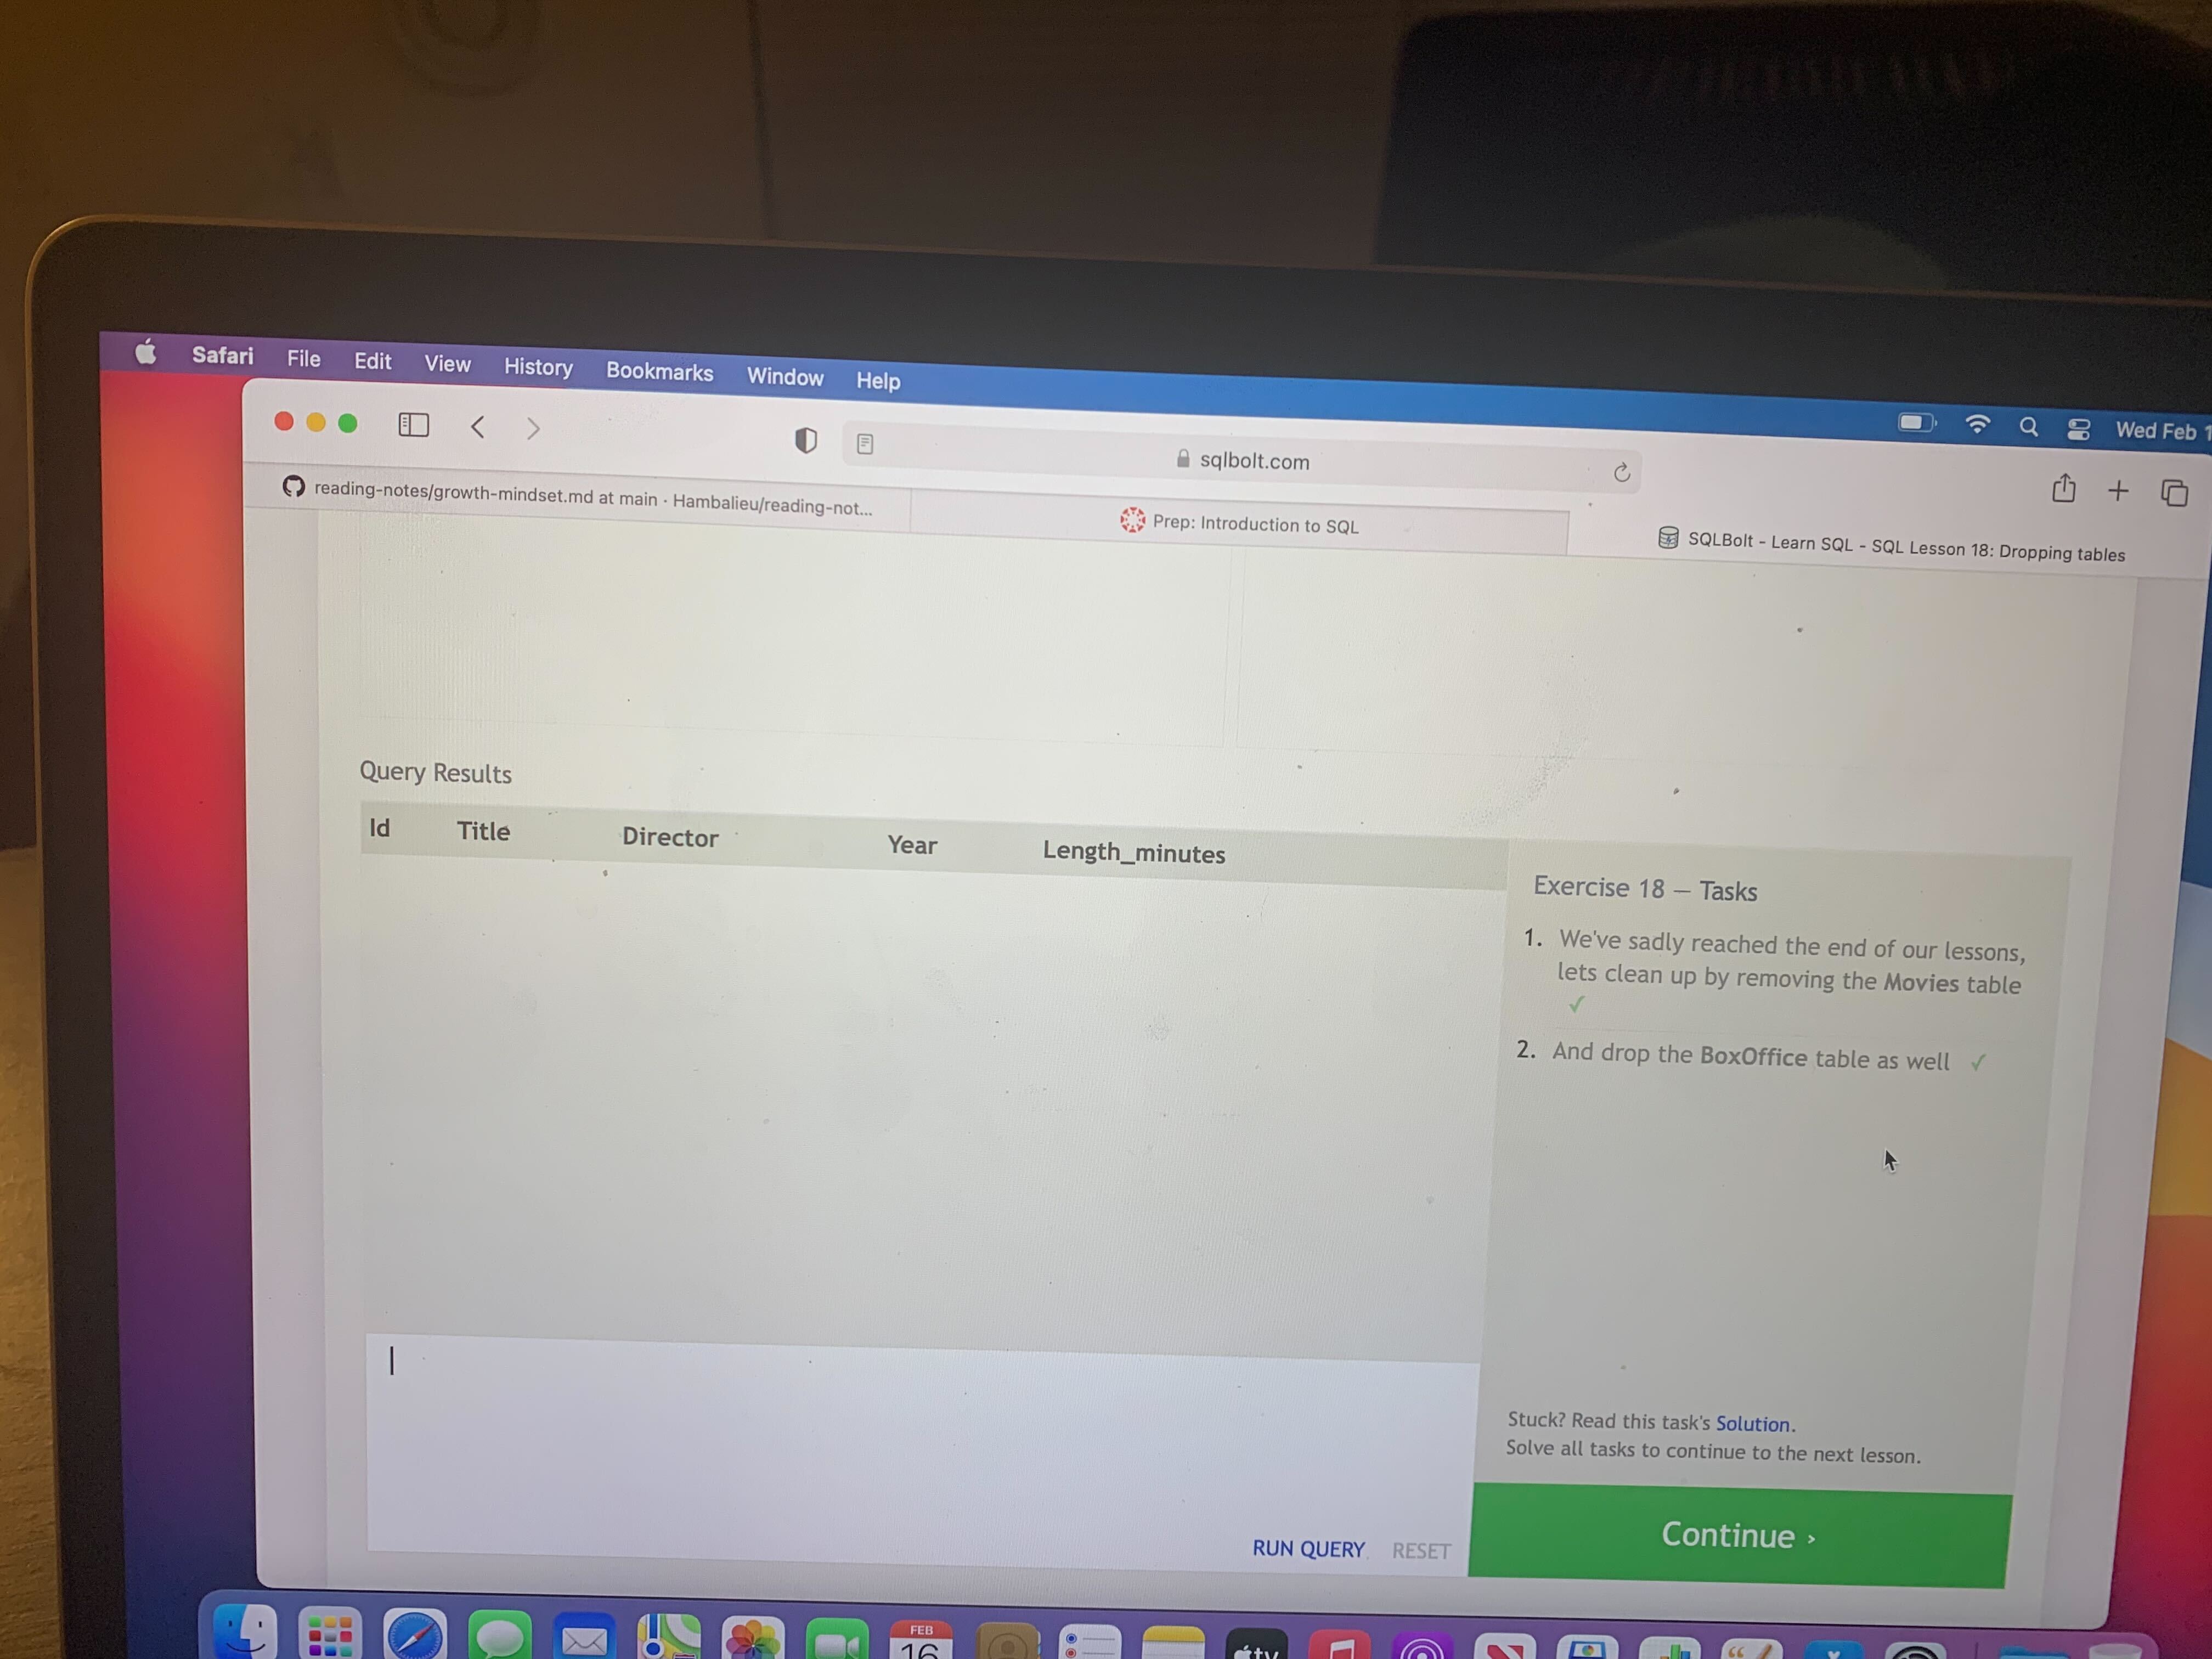 Safari File Edit View History Bookmarks Window Help
Wed Feb 1
sqlbolt.com
reading-notes/growth-mindset.md at main · Hambalieu/reading-not...
Prep: Introduction to SQL
SQLBolt - Learn SQL - SQL Lesson 18: Dropping tables
Query Results
Id Title Director Year Length_minutes
Exercise 18 — Tasks
1. We've sadly reached the end of our lessons,
lets clean up by removing the Movies table
✓
2. And drop the BoxOffice table as well ✓
Stuck? Read this task's Solution.
Solve all tasks to continue to the next lesson.
RUN QUERY RESET
Continue ›
FEB
16
tv